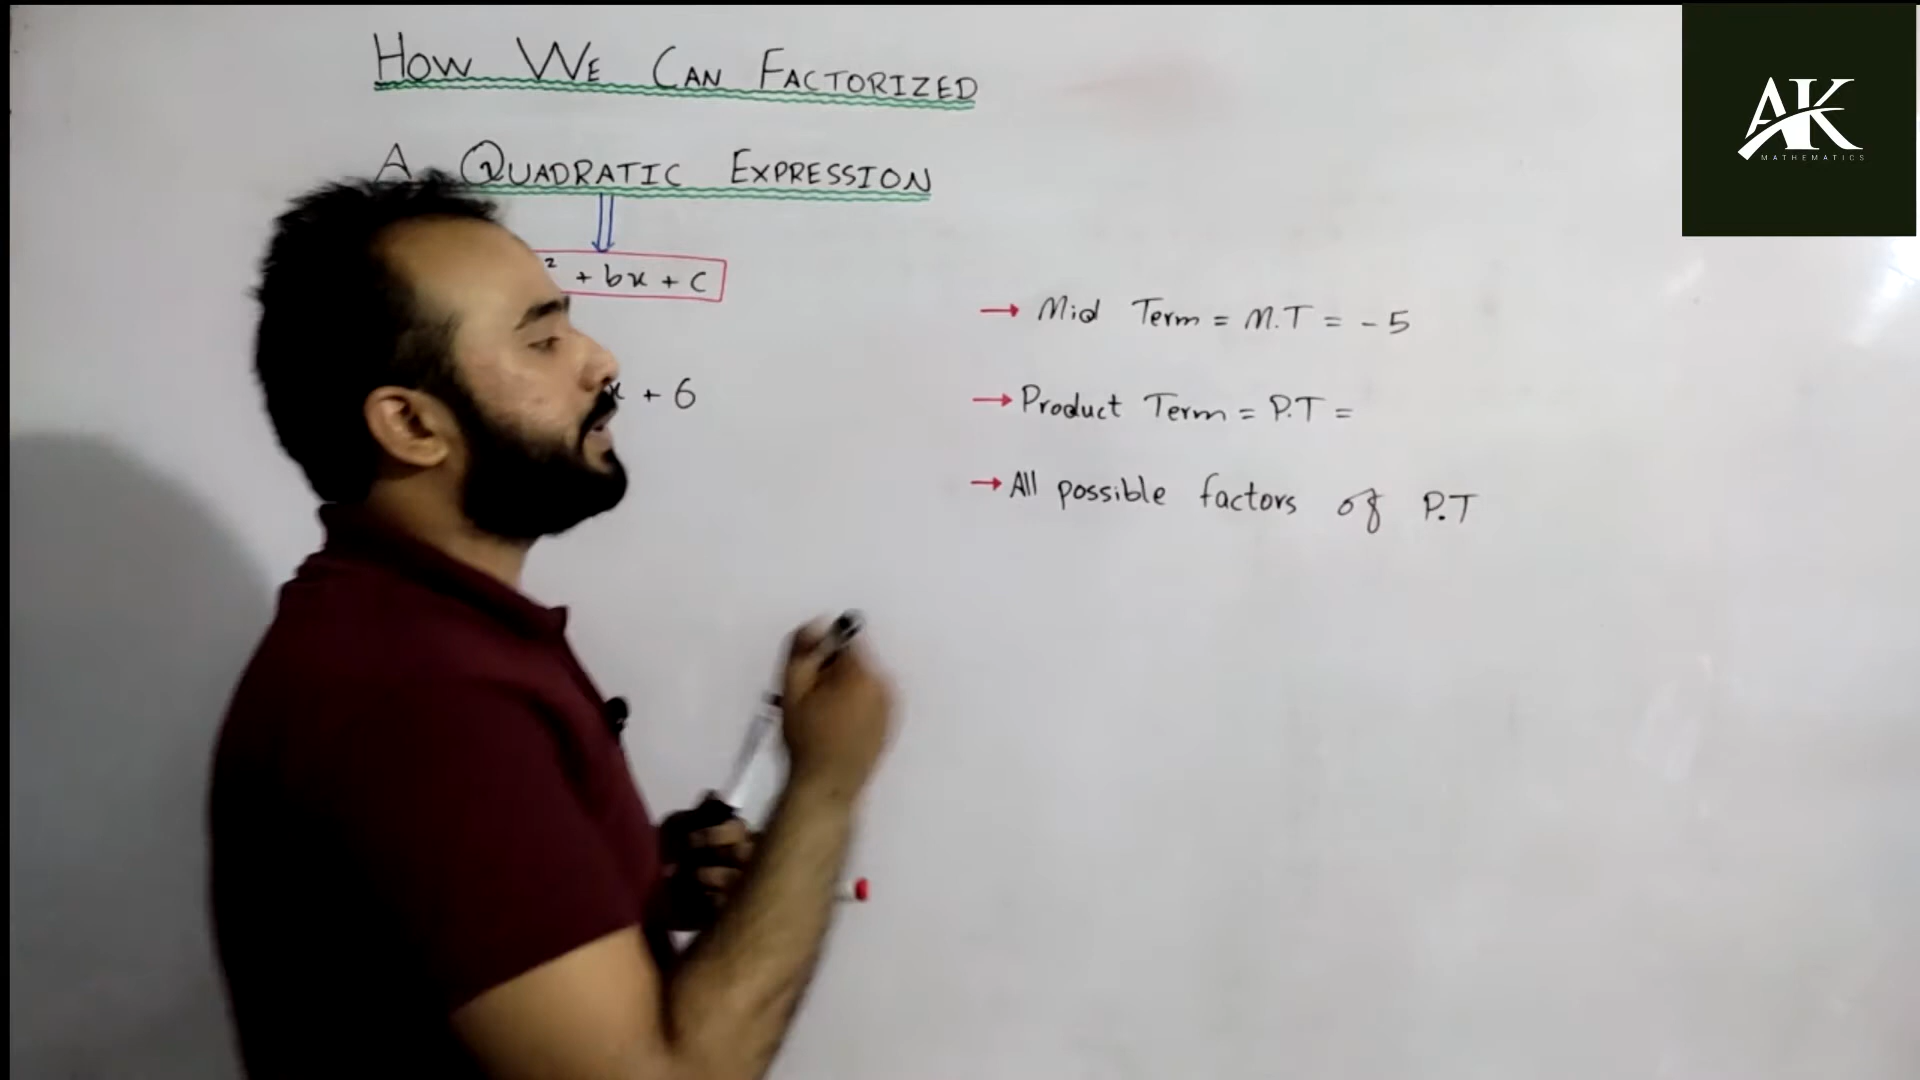 How We Can Factorized
A Quadratic Expression
² + bx + c
x + 6
→ Mid Term = M.T = - 5
→ Product Term = P.T =
→ All possible factors of P.T
AK
MATHEMATICS